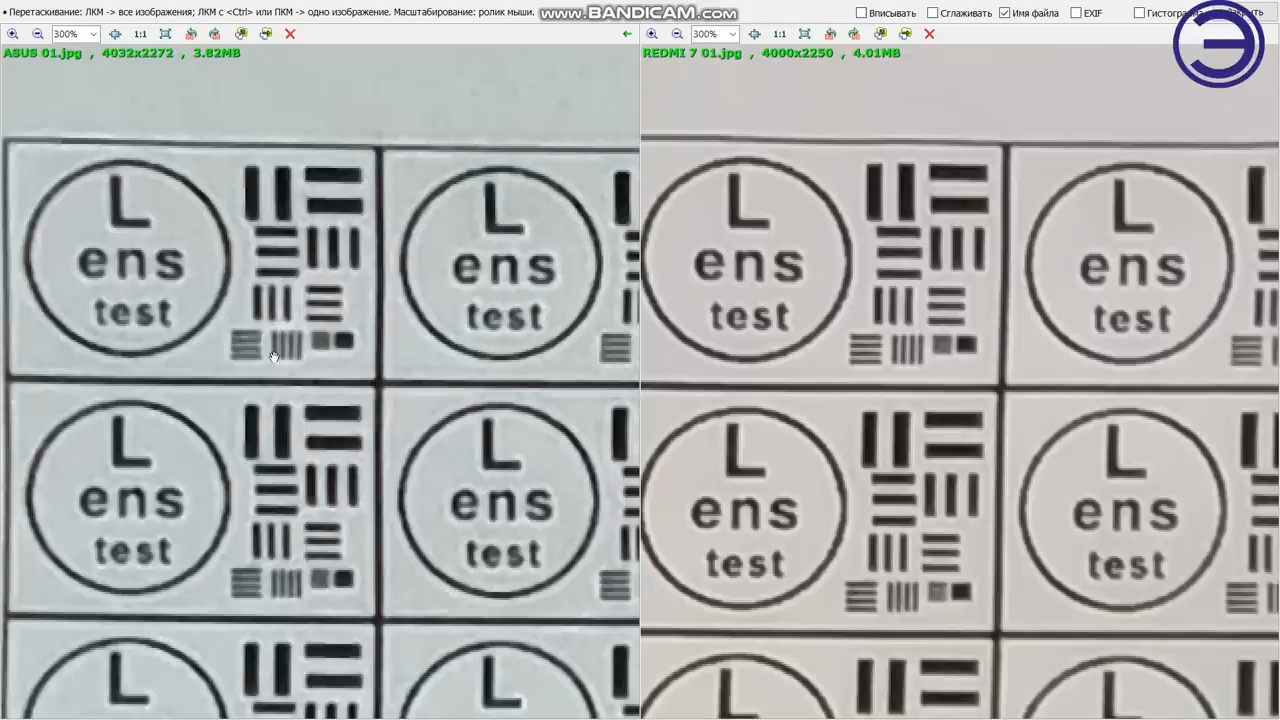 • Перетаскивание: ЛКМ -> все изображения; ЛКМ с <Ctrl> или ПКМ -> одно изображение. Масштабирование: ролик мыши.
www.BANDICAM.com
Вписывать Сглаживать Имя файла EXIF
300% 1:1
300% 1:1
Э
ASUS 01.jpg , 4032x2272 , 3.82MB
REDMI 7 01.jpg , 4000x2250 , 4.01MB
L L L L
ens ens ens ens
test test test test
L L L L
ens ens ens ens
test test test test
L L L L